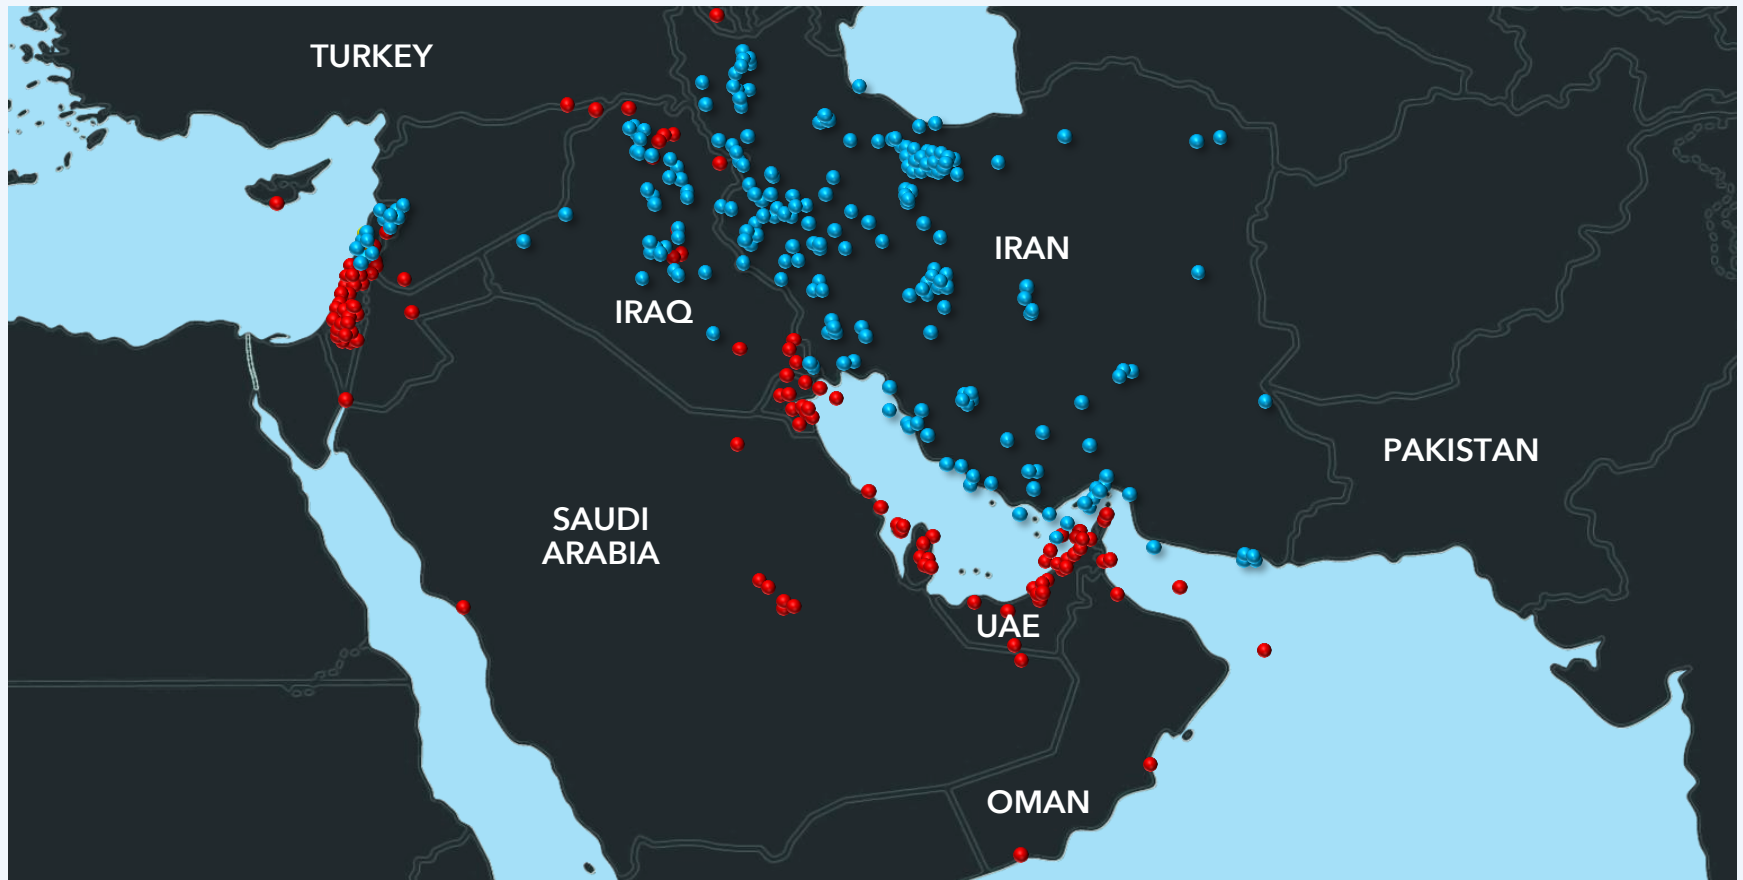 TURKEY
IRAN
IRAQ
PAKISTAN
SAUDI
ARABIA
UAE
OMAN